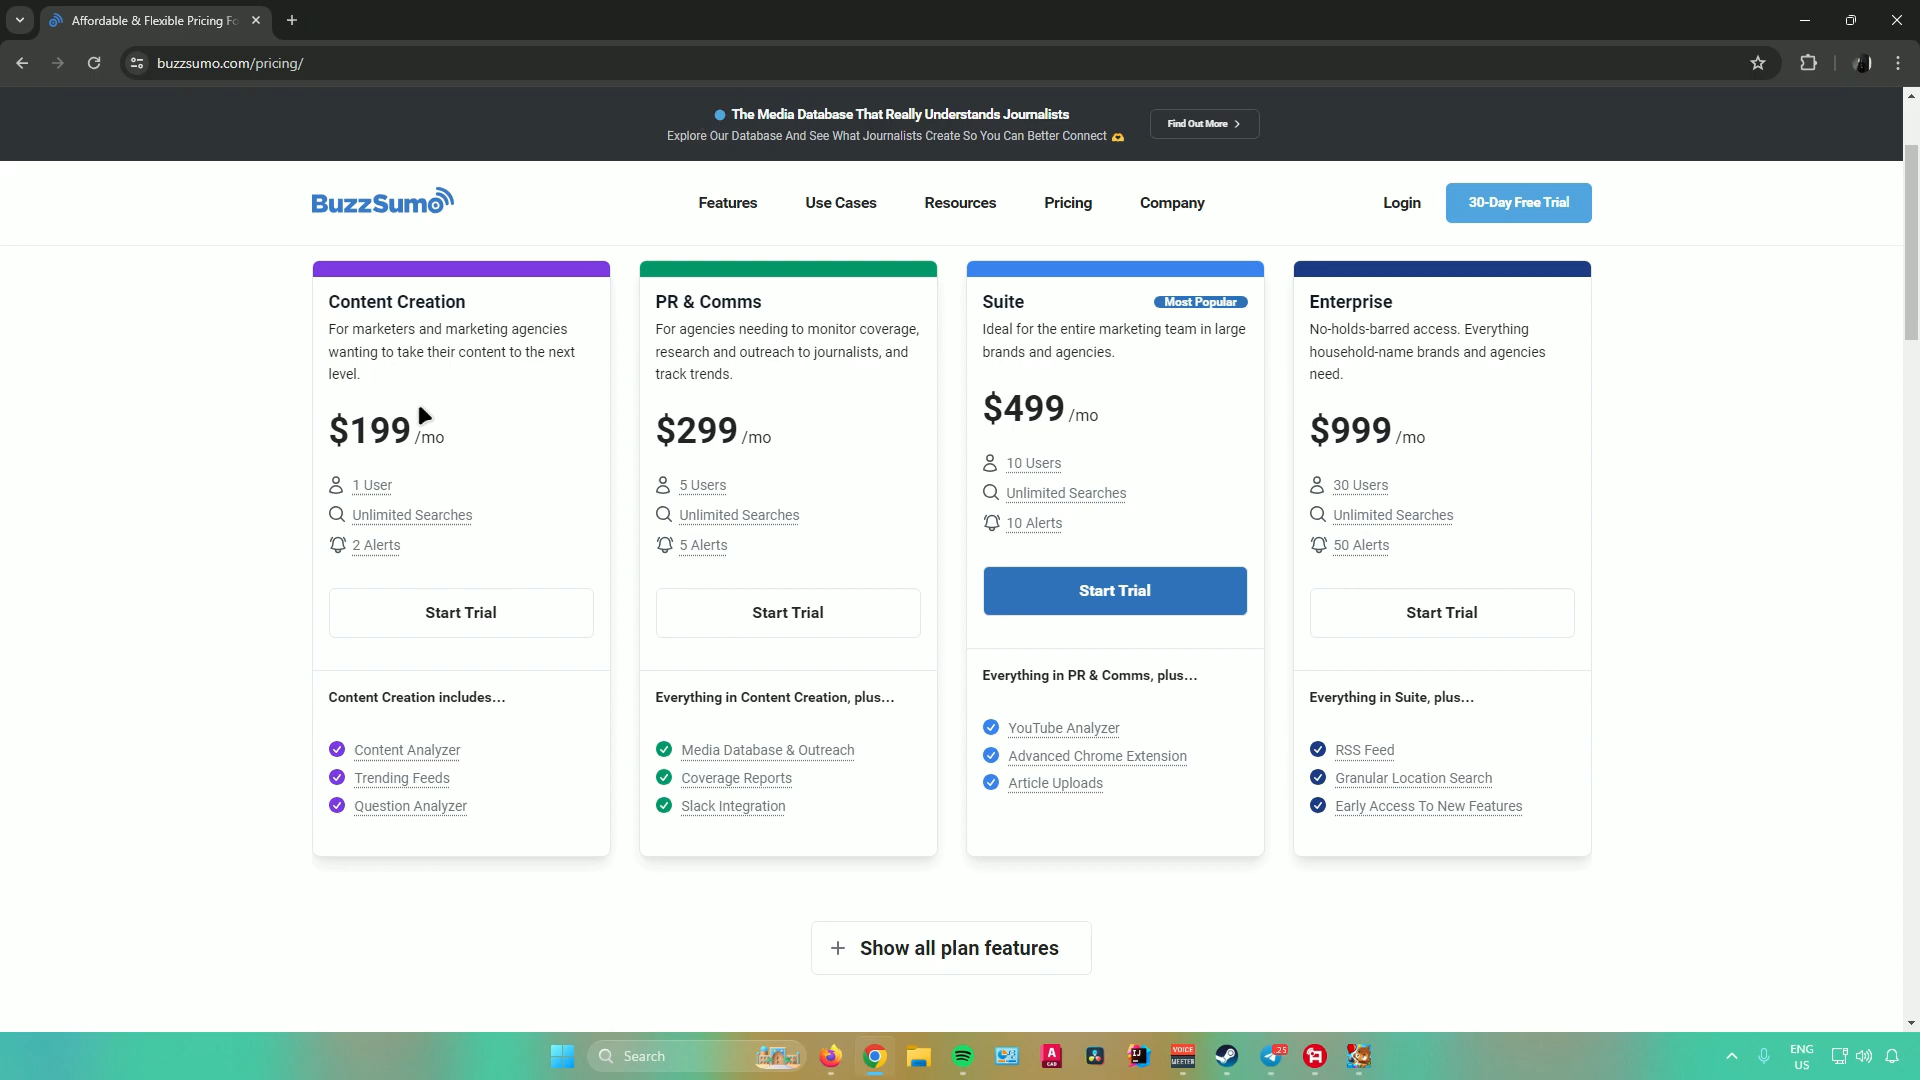 Affordable & Flexible Pricing Fo
buzzsumo.com/pricing/
The Media Database That Really Understands Journalists
Explore Our Database And See What Journalists Create So You Can Better Connect
Find Out More
BuzzSumo
Features
Use Cases
Resources
Pricing
Company
Login
30-Day Free Trial
Content Creation
For marketers and marketing agencies
wanting to take their content to the next
level.
$199 /mo
1 User
Unlimited Searches
2 Alerts
Start Trial
Content Creation includes...
Content Analyzer
Trending Feeds
Question Analyzer
PR & Comms
For agencies needing to monitor coverage,
research and outreach to journalists, and
track trends.
$299 /mo
5 Users
Unlimited Searches
5 Alerts
Start Trial
Everything in Content Creation, plus...
Media Database & Outreach
Coverage Reports
Slack Integration
Suite
Most Popular
Ideal for the entire marketing team in large
brands and agencies.
$499 /mo
10 Users
Unlimited Searches
10 Alerts
Start Trial
Everything in PR & Comms, plus...
YouTube Analyzer
Advanced Chrome Extension
Article Uploads
Enterprise
No-holds-barred access. Everything
household-name brands and agencies
need.
$999 /mo
30 Users
Unlimited Searches
50 Alerts
Start Trial
Everything in Suite, plus...
RSS Feed
Granular Location Search
Early Access To New Features
+ Show all plan features
Search
A
CAD
IJ
VOICE
MEETER
25
ENG
US